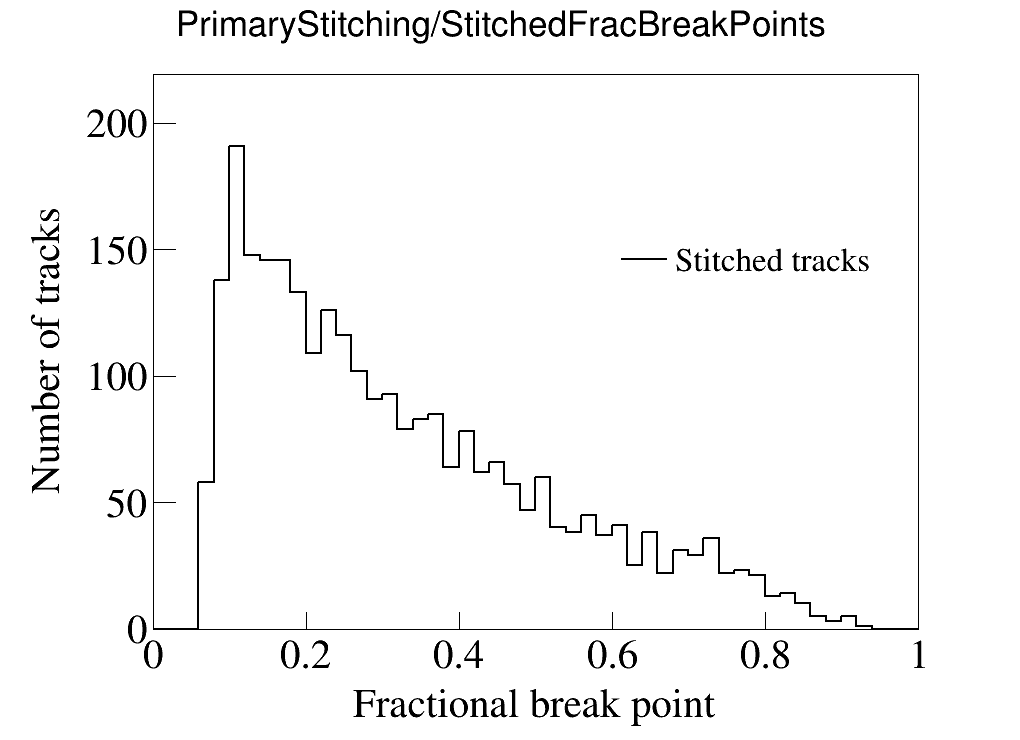 PrimaryStitching/StitchedFracBreakPoints
200
150
100
50
0
Number of tracks
Stitched tracks
0 0.2 0.4 0.6 0.8 1
Fractional break point